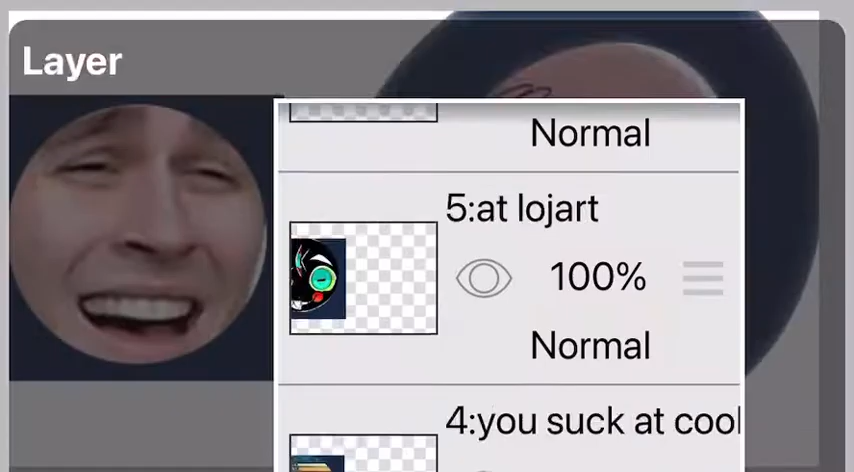 Layer
Normal
5:at lojart
100%
Normal
4:you suck at cool